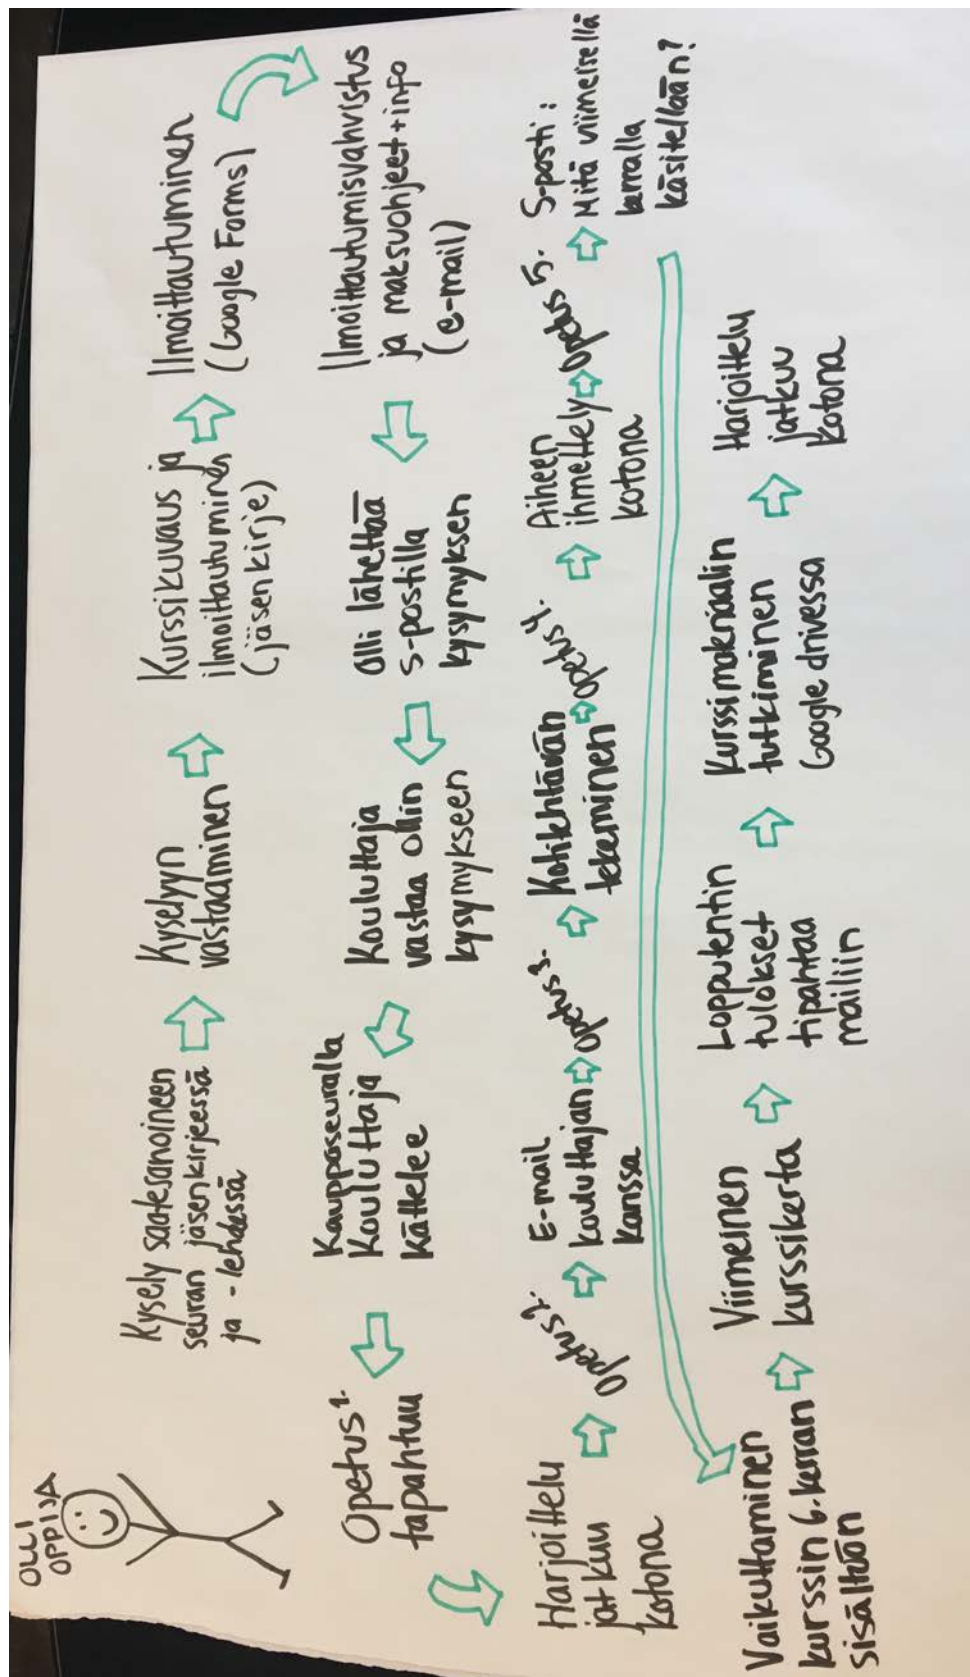 OLLI
OPPIJA
Kysely saatesanoineen
seuran jäsenkirjeessä
ja -lehdessä
Kyselyyn
vastaaminen
Kurssikuvaus ja
ilmoittautuminen
(jäsenkirje)
Ilmoittautuminen
(Google Forms)
Ilmoittautumisvahvistus
ja maksuohjeet+info
(e-mail)
Olli lähettää
s-postilla
kysymyksen
Kouluttaja
vastaa Ollin
kysymykseen
Kaupposeuralla
Kouluttaja
kättelee
Opetus 1.
tapahtuu
Harjoittelu
jatkuu
kotona
Opetus 2.
E-mail
kouluttajan
kanssa
Opetus 3.
Kotitehtävän
tekeminen
Opetus 4.
Aiheen
ihmettely
kotona
Opetus 5.
S-posti:
Mitä viimeisellä
kerralla
käsitellään?
Vaikuttaminen
kurssin 6. kerran
sisältöön
Viimeinen
kurssikerta
Lopputentin
tulokset
tipahtaa
mailiin
Kurssimateriaalin
tutkiminen
Google drivessa
Harjoittelu
jatkuu
kotona